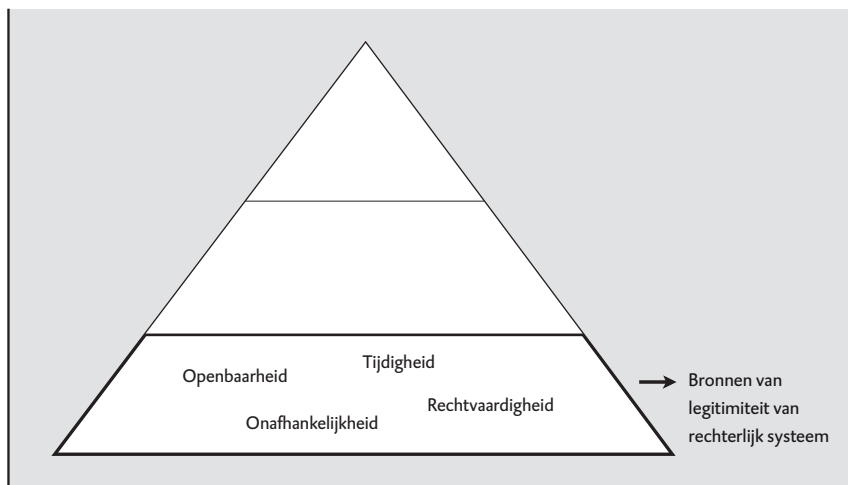 Openbaarheid
Tijdigheid
Onafhankelijkheid
Rechtvaardigheid
Bronnen van
legitimiteit van
rechterlijk systeem